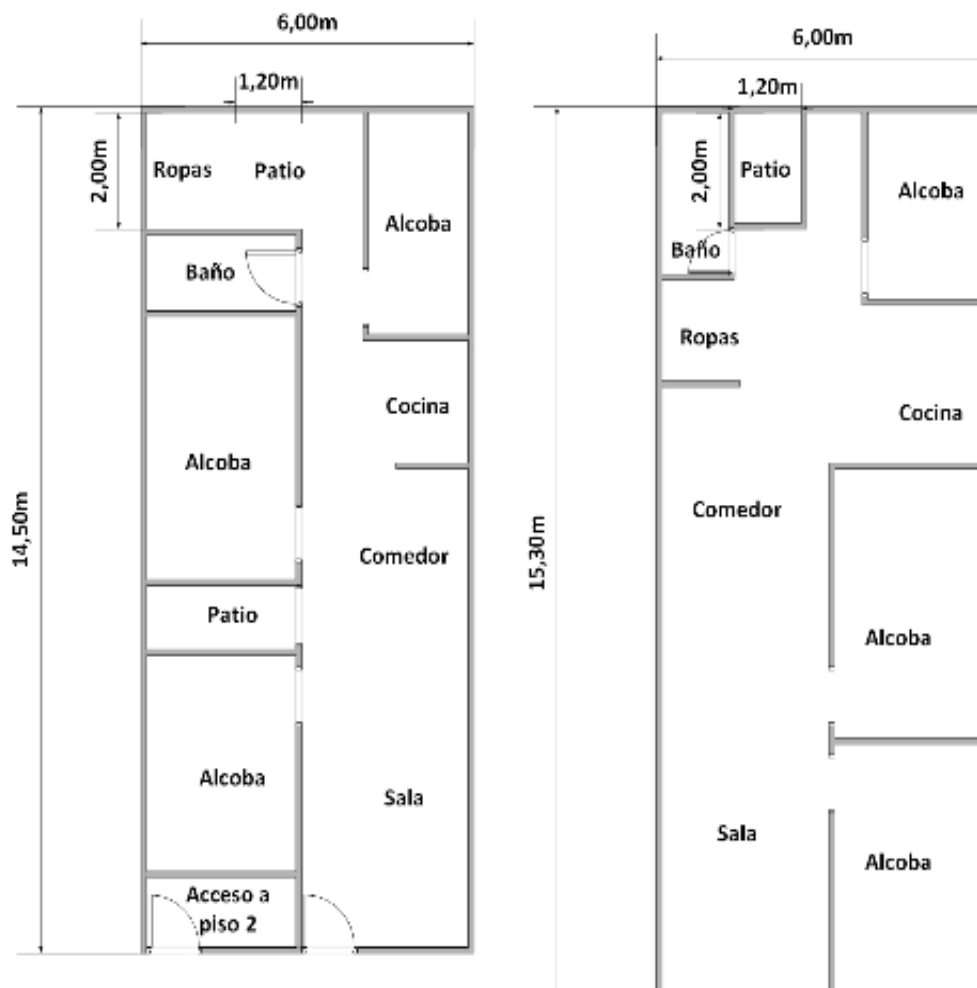 6,00m
1,20m
2,00m
Ropas
Patio
Alcoba
Baño
Cocina
Alcoba
14,50m
Comedor
Patio
Alcoba
Sala
Acceso a
piso 2
6,00m
1,20m
2,00m
Patio
Alcoba
Baño
Ropas
Cocina
Comedor
15,30m
Alcoba
Sala
Alcoba